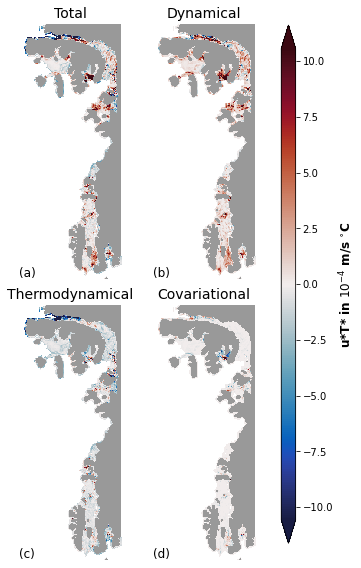 Total
Dynamical
(a)
(b)
Thermodynamical
Covariational
(c)
(d)
10.0
7.5
5.0
2.5
0.0
−2.5
−5.0
−7.5
−10.0
u*T* in 10⁻⁴ m/s °C